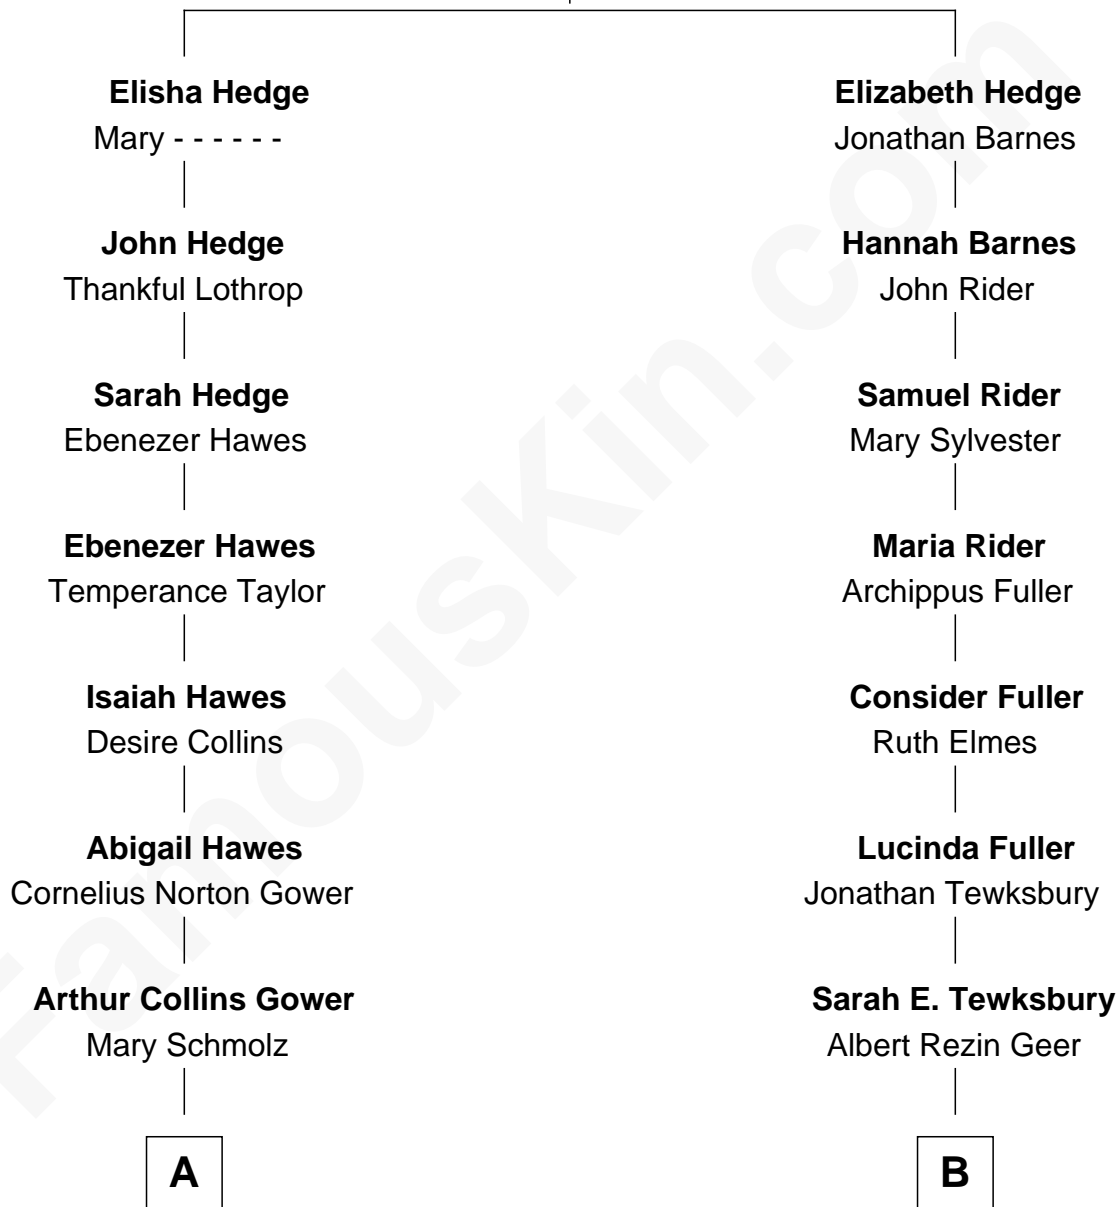 Elisha Hedge
Mary - - - - - -
John Hedge
Thankful Lothrop
Sarah Hedge
Ebenezer Hawes
Ebenezer Hawes
Temperance Taylor
Isaiah Hawes
Desire Collins
Abigail Hawes
Cornelius Norton Gower
Arthur Collins Gower
Mary Schmolz
A
Elizabeth Hedge
Jonathan Barnes
Hannah Barnes
John Rider
Samuel Rider
Mary Sylvester
Maria Rider
Archippus Fuller
Consider Fuller
Ruth Elmes
Lucinda Fuller
Jonathan Tewksbury
Sarah E. Tewksbury
Albert Rezin Geer
B
FamousKin.com